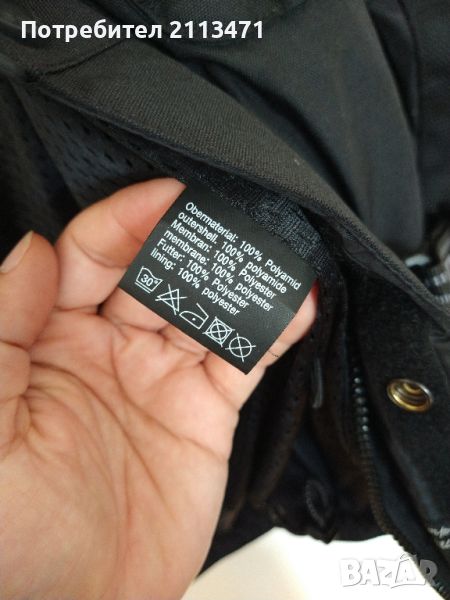 Потребител 2113471
Obermaterial: 100% Polyamid
outershell. 100% polyamide
Membran: 100% Polyester
membrane: 100% polyester
Futter: 100% Polyester
lining: 100% polyester
30°
BAZAR